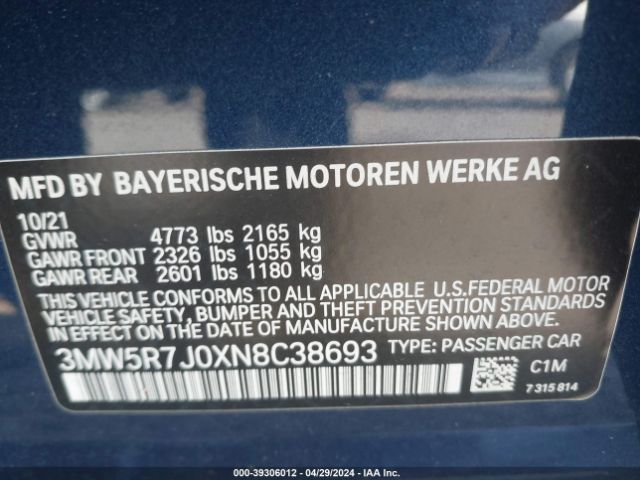 MFD BY BAYERISCHE MOTOREN WERKE AG
10/21
GVWR 4773 lbs 2165 kg
GAWR FRONT 2326 lbs 1055 kg
GAWR REAR 2601 lbs 1180 kg
THIS VEHICLE CONFORMS TO ALL APPLICABLE U.S.FEDERAL MOTOR
VEHICLE SAFETY, BUMPER AND THEFT PREVENTION STANDARDS
IN EFFECT ON THE DATE OF MANUFACTURE SHOWN ABOVE.
3MW5R7J0XN8C38693 TYPE: PASSENGER CAR
C1M
7 315 814
000-39306012 - 04/29/2024 - IAA Inc.